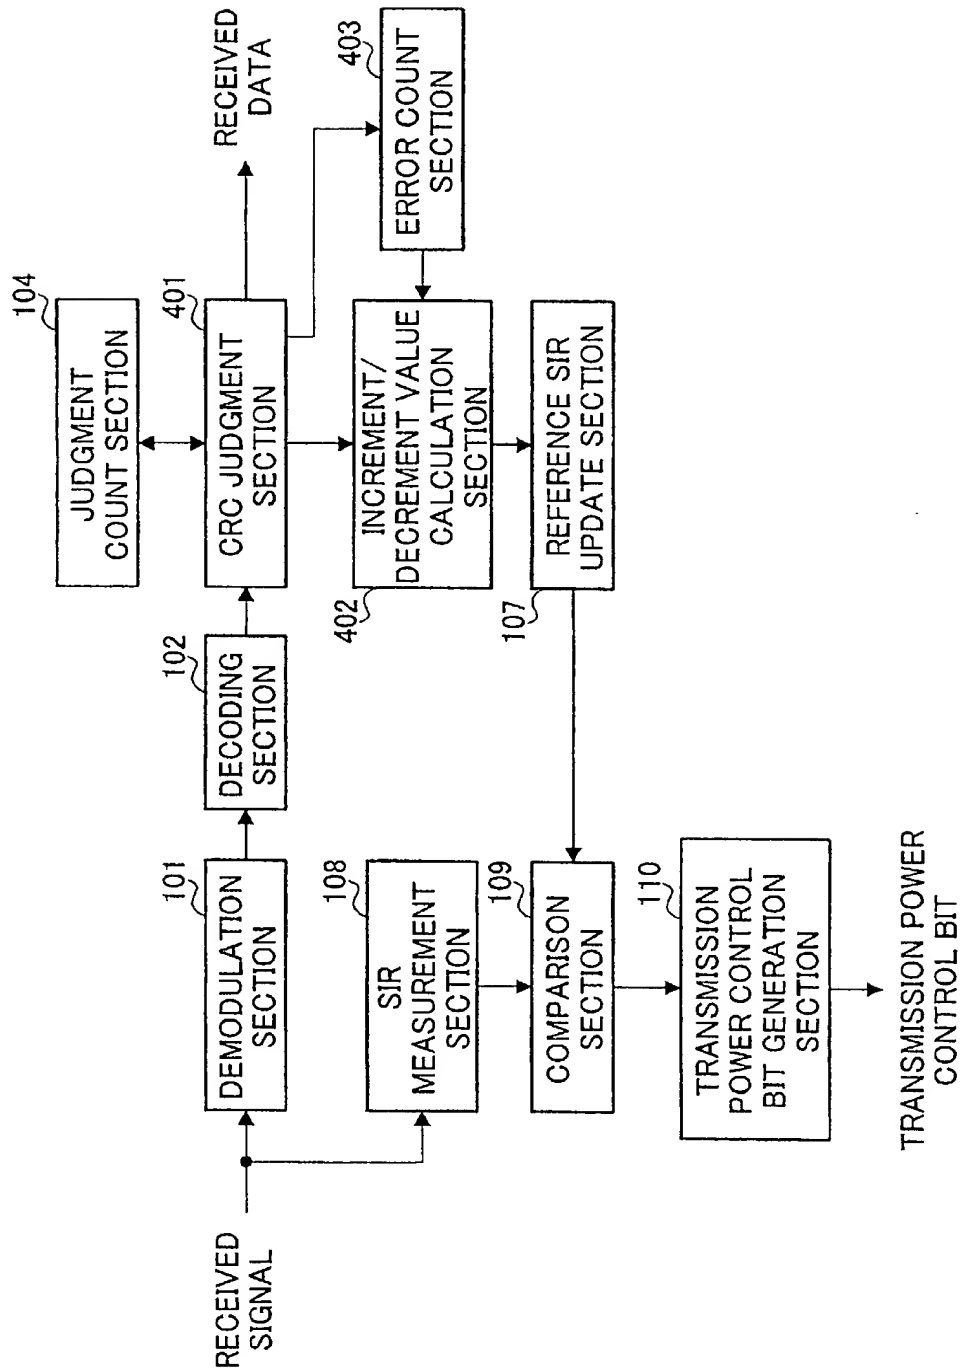 RECEIVED
SIGNAL
101
DEMODULATION
SECTION
102
DECODING
SECTION
104
JUDGMENT
COUNT SECTION
401
CRC JUDGMENT
SECTION
RECEIVED
DATA
403
ERROR COUNT
SECTION
402
INCREMENT/
DECREMENT VALUE
CALCULATION
SECTION
107
REFERENCE SIR
UPDATE SECTION
108
SIR
MEASUREMENT
SECTION
109
COMPARISON
SECTION
110
TRANSMISSION
POWER CONTROL
BIT GENERATION
SECTION
TRANSMISSION POWER
CONTROL BIT